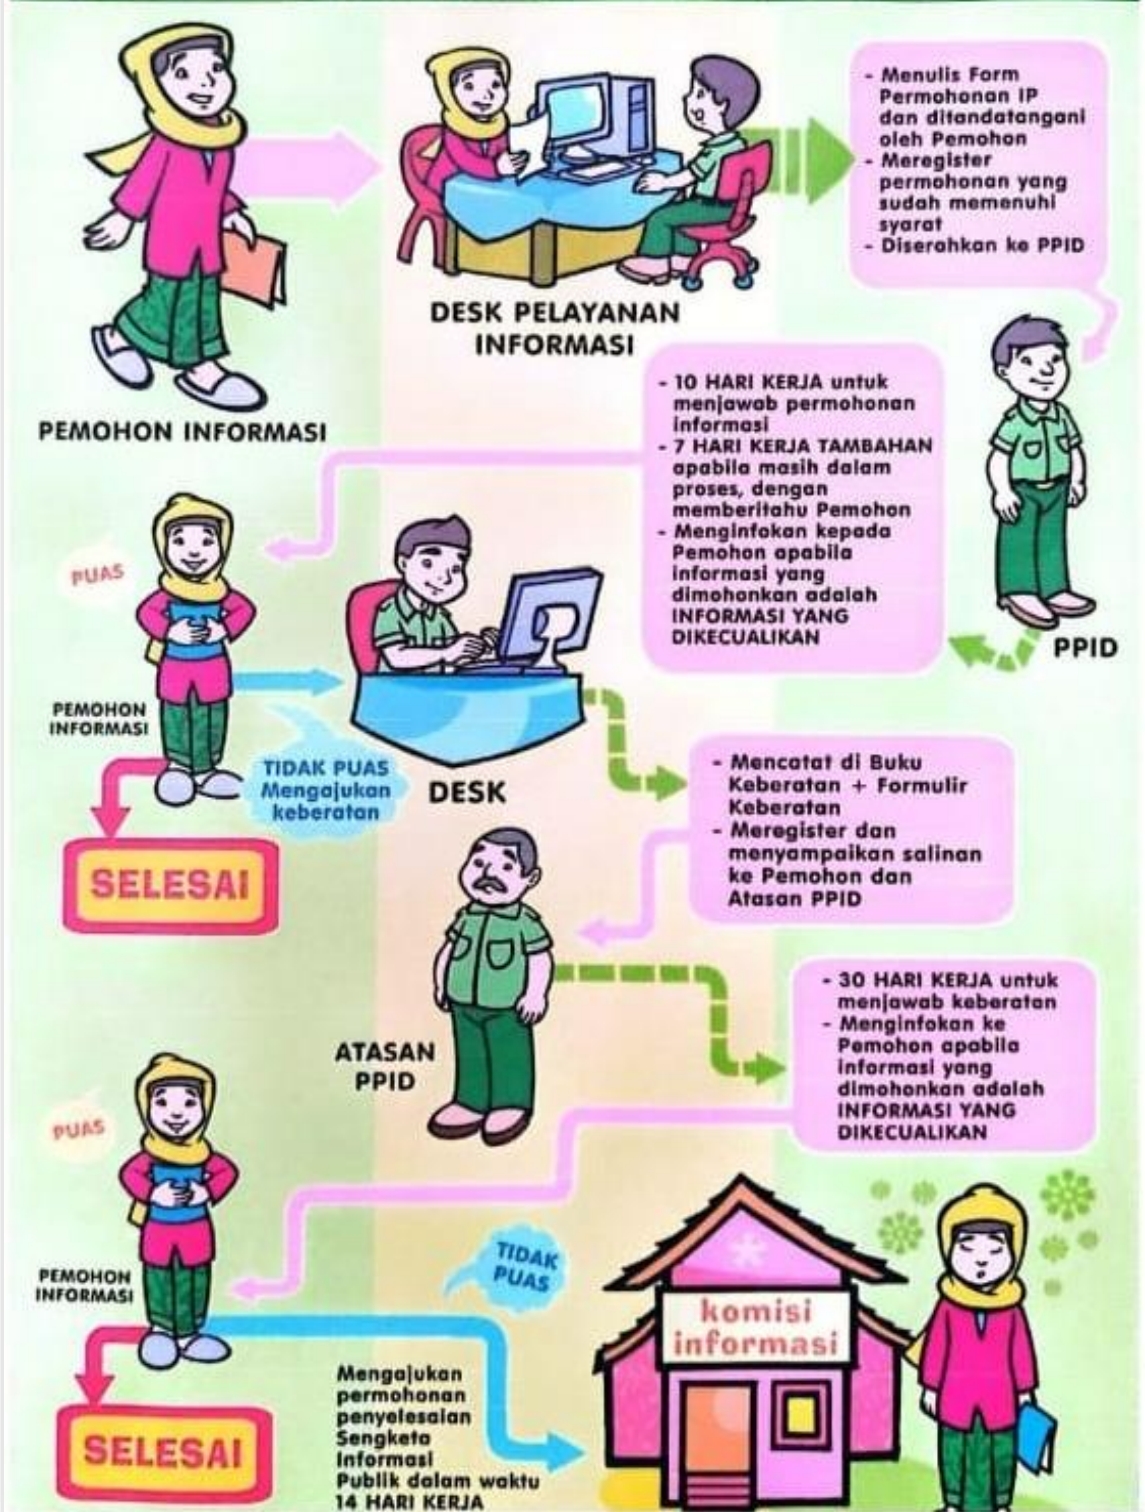 - Menulis Form
Permohonan IP
dan ditandatangani
oleh Pemohon
- Meregister
permohonan yang
sudah memenuhi
syarat
- Diserahkan ke PPID
DESK PELAYANAN
INFORMASI
PEMOHON INFORMASI
- 10 HARI KERJA untuk
menjawab permohonan
informasi
- 7 HARI KERJA TAMBAHAN
apabila masih dalam
proses, dengan
memberitahu Pemohon
- Menginfokan kepada
Pemohon apabila
informasi yang
dimohonkan adalah
INFORMASI YANG
DIKECUALIKAN
PPID
PUAS
PEMOHON
INFORMASI
TIDAK PUAS
Mengajukan
keberatan
DESK
SELESAI
- Mencatat di Buku
Keberatan + Formulir
Keberatan
- Meregister dan
menyampaikan salinan
ke Pemohon dan
Atasan PPID
ATASAN
PPID
- 30 HARI KERJA untuk
menjawab keberatan
- Menginfokan ke
Pemohon apabila
informasi yang
dimohonkan adalah
INFORMASI YANG
DIKECUALIKAN
PUAS
PEMOHON
INFORMASI
TIDAK
PUAS
komisi
informasi
SELESAI
Mengajukan
permohonan
penyelesaian
Sengketa
Informasi
Publik dalam waktu
14 HARI KERJA